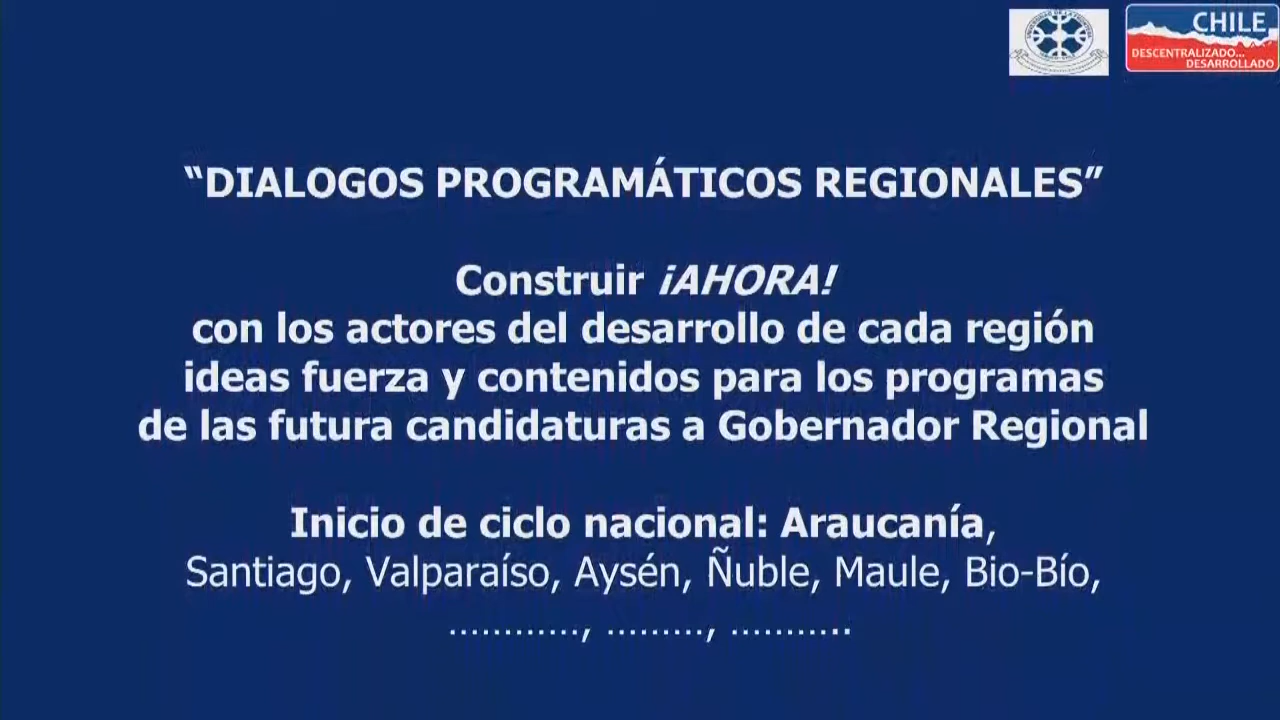 CHILE
DESCENTRALIZADO...
DESARROLLADO
“DIALOGOS PROGRAMÁTICOS REGIONALES”
Construir ¡AHORA!
con los actores del desarrollo de cada región
ideas fuerza y contenidos para los programas
de las futura candidaturas a Gobernador Regional
Inicio de ciclo nacional: Araucanía,
Santiago, Valparaíso, Aysén, Ñuble, Maule, Bio-Bío,
............, ........., ...........